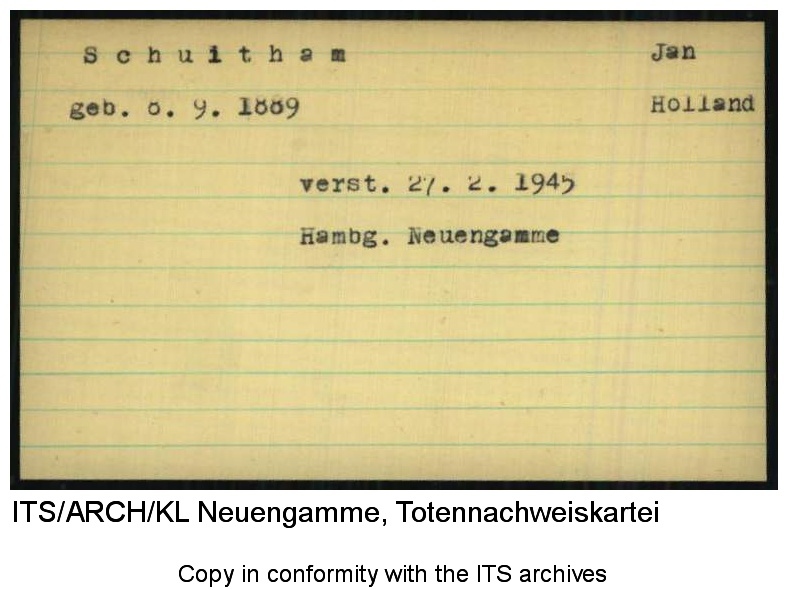 Schuitham Jan
geb. 8. 9. 1889 Holland
verst. 27. 2. 1945
Hambg. Neuengamme
ITS/ARCH/KL Neuengamme, Totennachweiskartei
Copy in conformity with the ITS archives